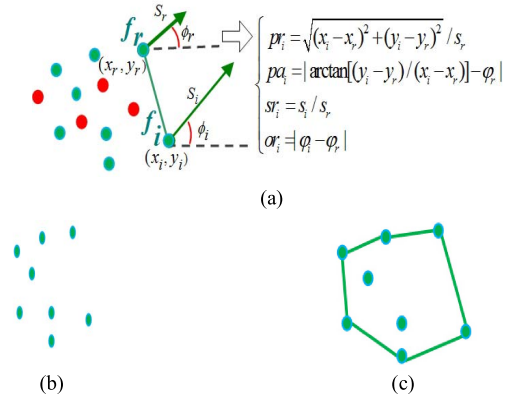 S_r
f_r
ϕ_r
(x_r, y_r)
S_i
f_i
ϕ_i
(x_i, y_i)
pr_i = √((x_i − x_r)² + (y_i − y_r)²) / s_r
pa_i = | arctan[(y_i − y_r) / (x_i − x_r)] − φ_r |
sr_i = s_i / s_r
or_i = | φ_i − φ_r |
(a)
(b) (c)